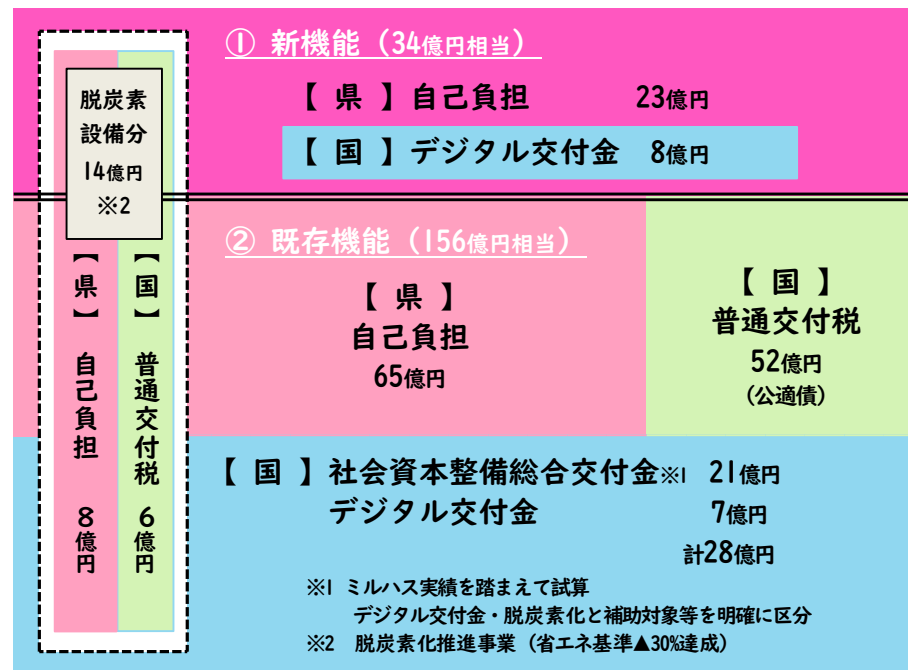 脱炭素
設備分
14億円
※2
【県】 自己負担 8億円
【国】 普通交付税 6億円
① 新機能（34億円相当）
【 県 】自己負担 23億円
【 国 】デジタル交付金 8億円
② 既存機能（156億円相当）
【 県 】
自己負担
65億円
【 国 】
普通交付税
52億円
（公適債）
【 国 】社会資本整備総合交付金※1 21億円
デジタル交付金 7億円
計28億円
※1 ミルハス実績を踏まえて試算
デジタル交付金・脱炭素化と補助対象等を明確に区分
※2 脱炭素化推進事業（省エネ基準▲30%達成）